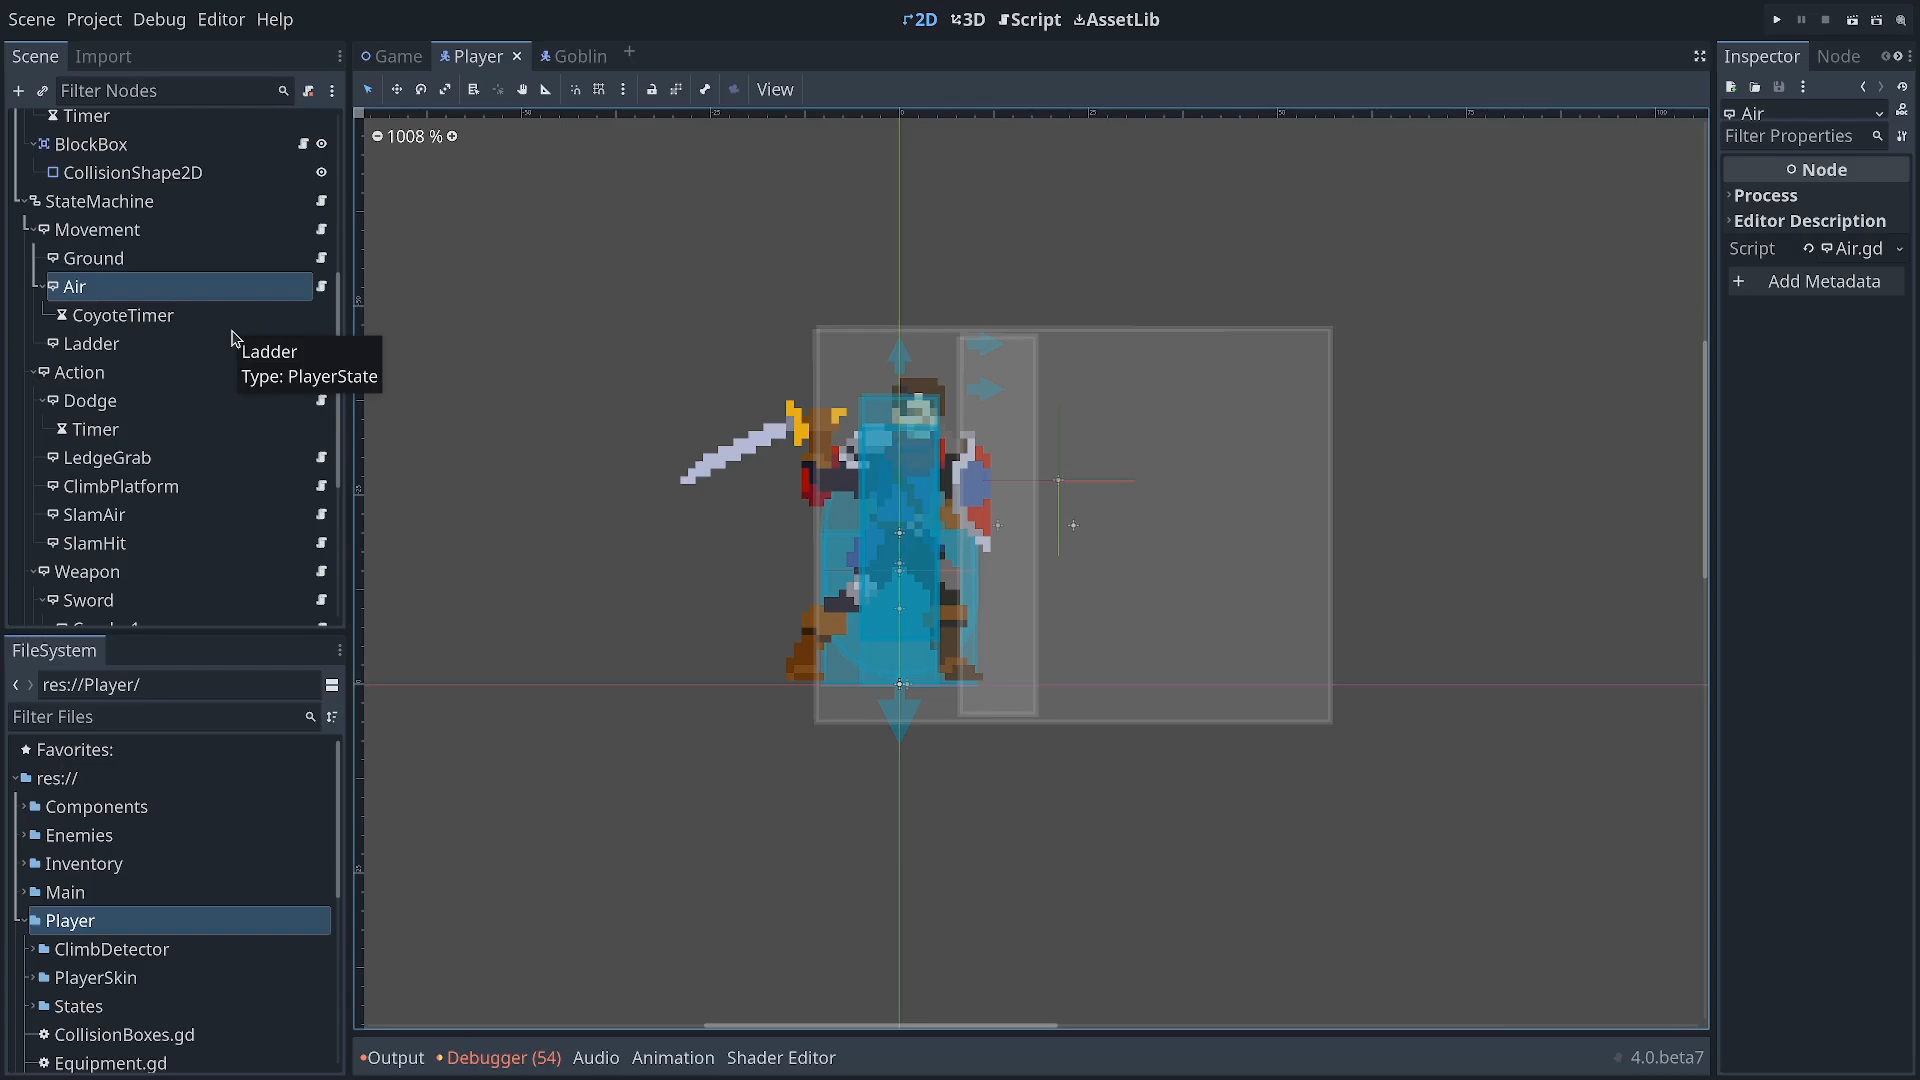 Scene Project Debug Editor Help
2D 3D Script AssetLib
Scene Import
Game Player Goblin
Inspector Node
Filter Nodes
View
1008 %
Timer
BlockBox
CollisionShape2D
StateMachine
Movement
Ground
Air
CoyoteTimer
Ladder
Action
Dodge
Timer
LedgeGrab
ClimbPlatform
SlamAir
SlamHit
Weapon
Sword
Ladder
Type: PlayerState
FileSystem
res://Player/
Filter Files
Favorites:
res://
Components
Enemies
Inventory
Main
Player
ClimbDetector
PlayerSkin
States
CollisionBoxes.gd
Equipment.gd
Output Debugger (54) Audio Animation Shader Editor
4.0.beta7
Air
Filter Properties
Node
Process
Editor Description
Script Air.gd
Add Metadata